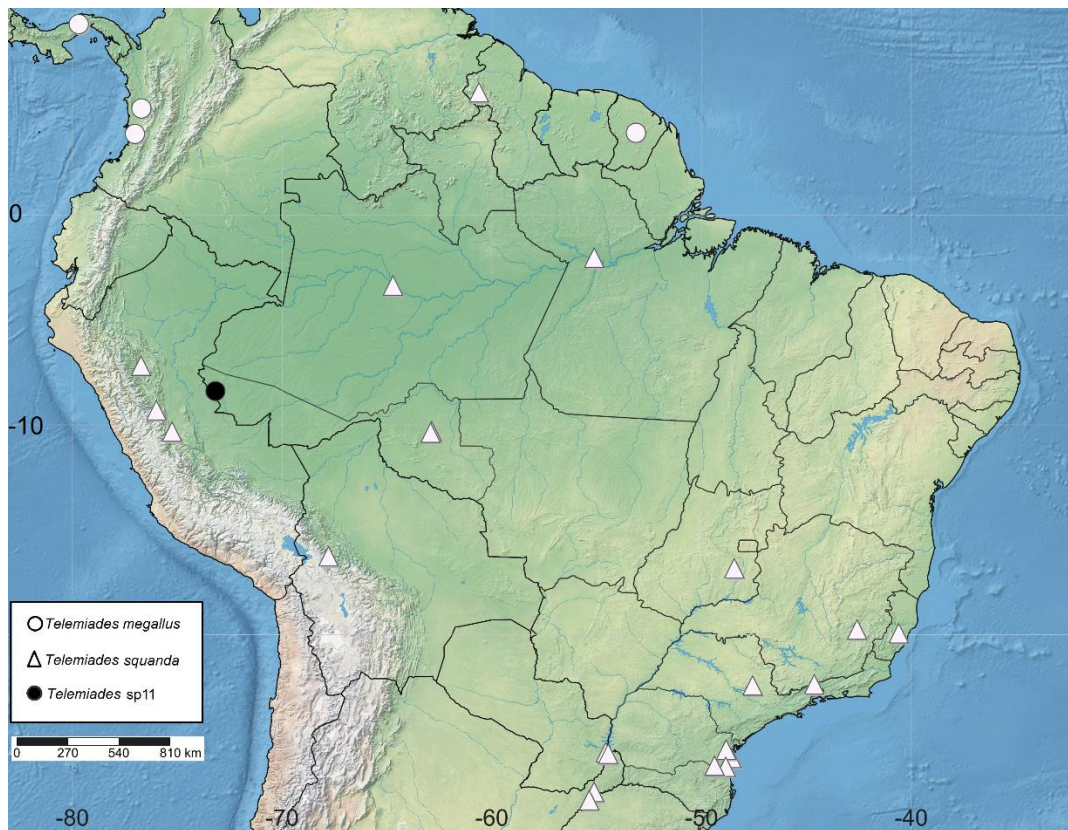 0
-10
Telemiades megallus
Telemiades squanda
Telemiades sp11
0 270 540 810 km
-80 -70 -60 -50 -40